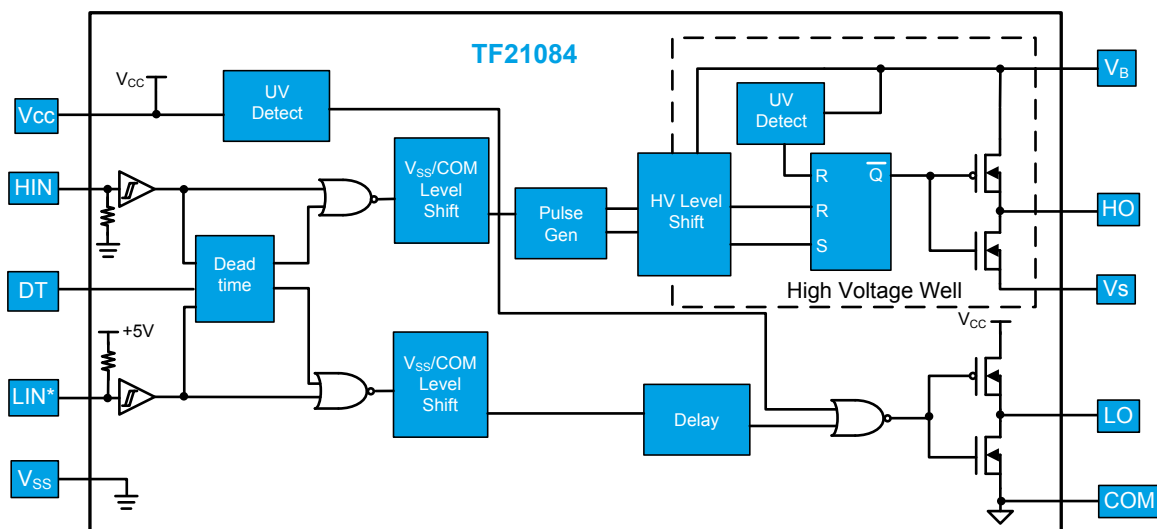 TF21084
VCC
Vcc
UV
Detect
VB
UV
Detect
HIN
VSS/COM
Level
Shift
R
Q
HV Level
Shift
Pulse
Gen
R
S
HO
Dead
time
DT
High Voltage Well
Vs
+5V
VCC
VSS/COM
Level
Shift
LIN*
Delay
LO
VSS
COM